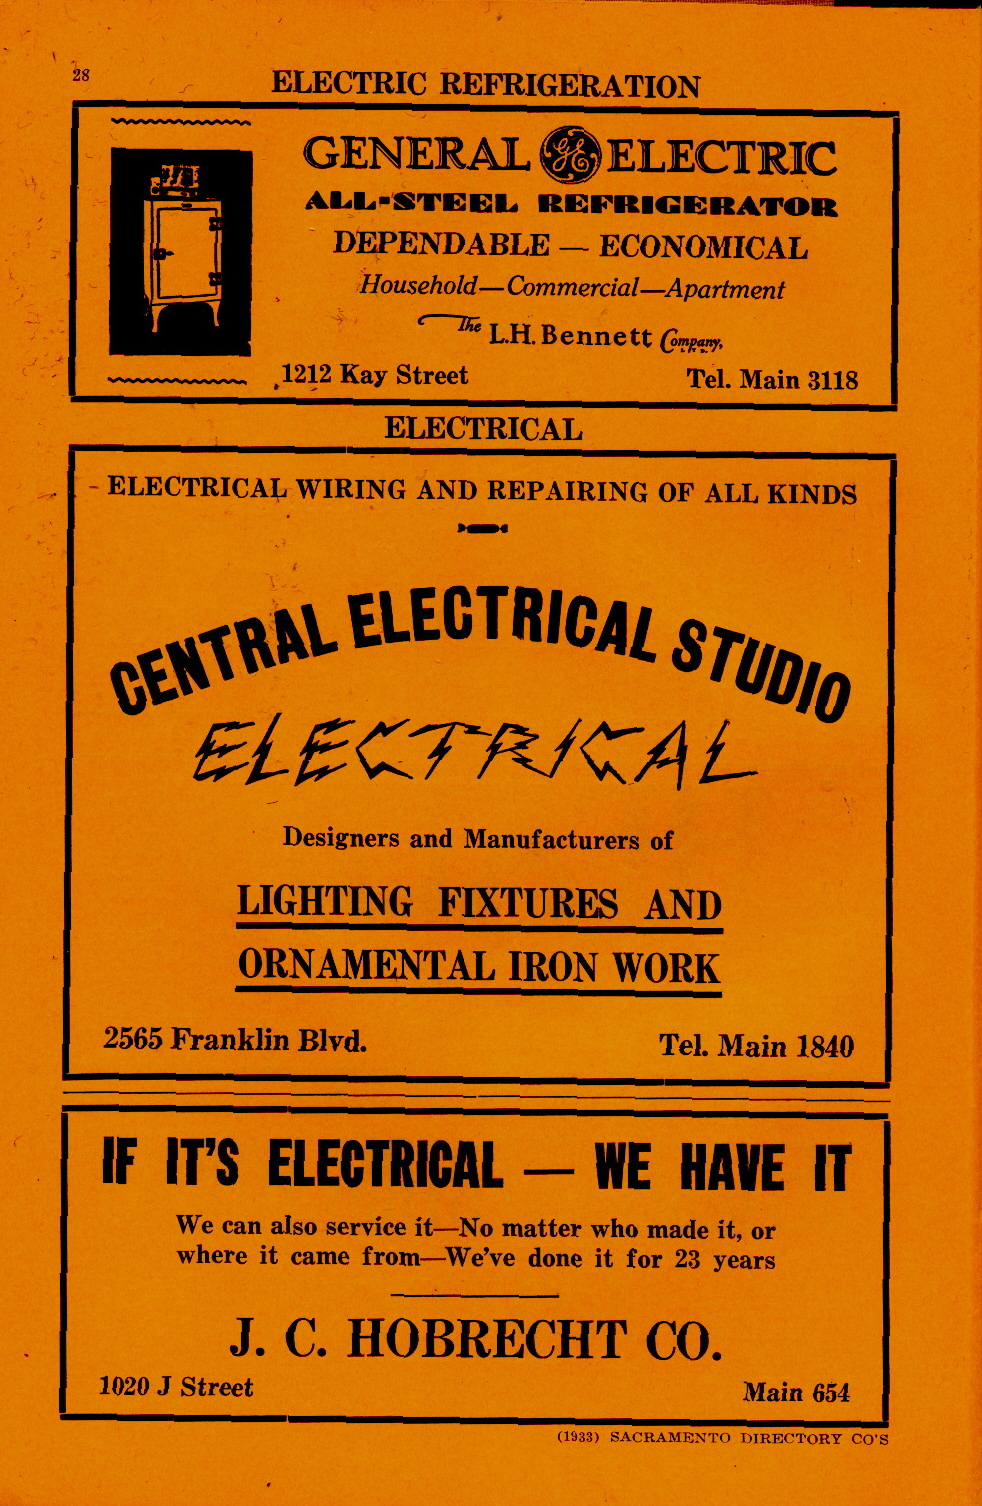 28
ELECTRIC REFRIGERATION
GENERAL GE ELECTRIC
ALL-STEEL REFRIGERATOR
DEPENDABLE — ECONOMICAL
Household—Commercial—Apartment
The L.H. Bennett Company,
1212 Kay Street Tel. Main 3118
ELECTRICAL
ELECTRICAL WIRING AND REPAIRING OF ALL KINDS
CENTRAL ELECTRICAL STUDIO
ELECTRICAL
Designers and Manufacturers of
LIGHTING FIXTURES AND
ORNAMENTAL IRON WORK
2565 Franklin Blvd. Tel. Main 1840
IF IT'S ELECTRICAL — WE HAVE IT
We can also service it—No matter who made it, or
where it came from—We've done it for 23 years
J. C. HOBRECHT CO.
1020 J Street Main 654
(1933) SACRAMENTO DIRECTORY CO'S